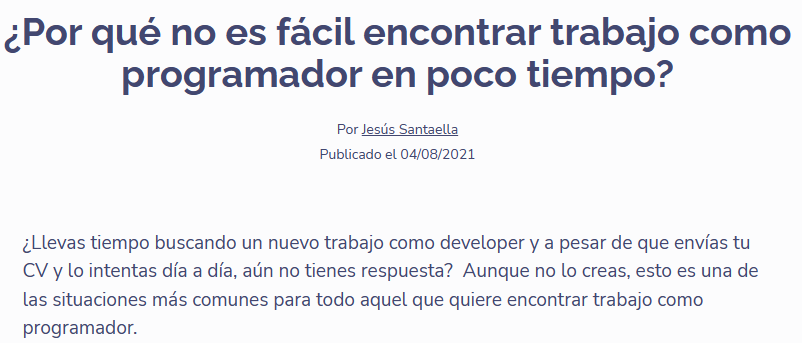 ¿Por qué no es fácil encontrar trabajo como
programador en poco tiempo?
Por Jesús Santaella
Publicado el 04/08/2021
¿Llevas tiempo buscando un nuevo trabajo como developer y a pesar de que envías tu
CV y lo intentas día a día, aún no tienes respuesta?  Aunque no lo creas, esto es una de
las situaciones más comunes para todo aquel que quiere encontrar trabajo como
programador.